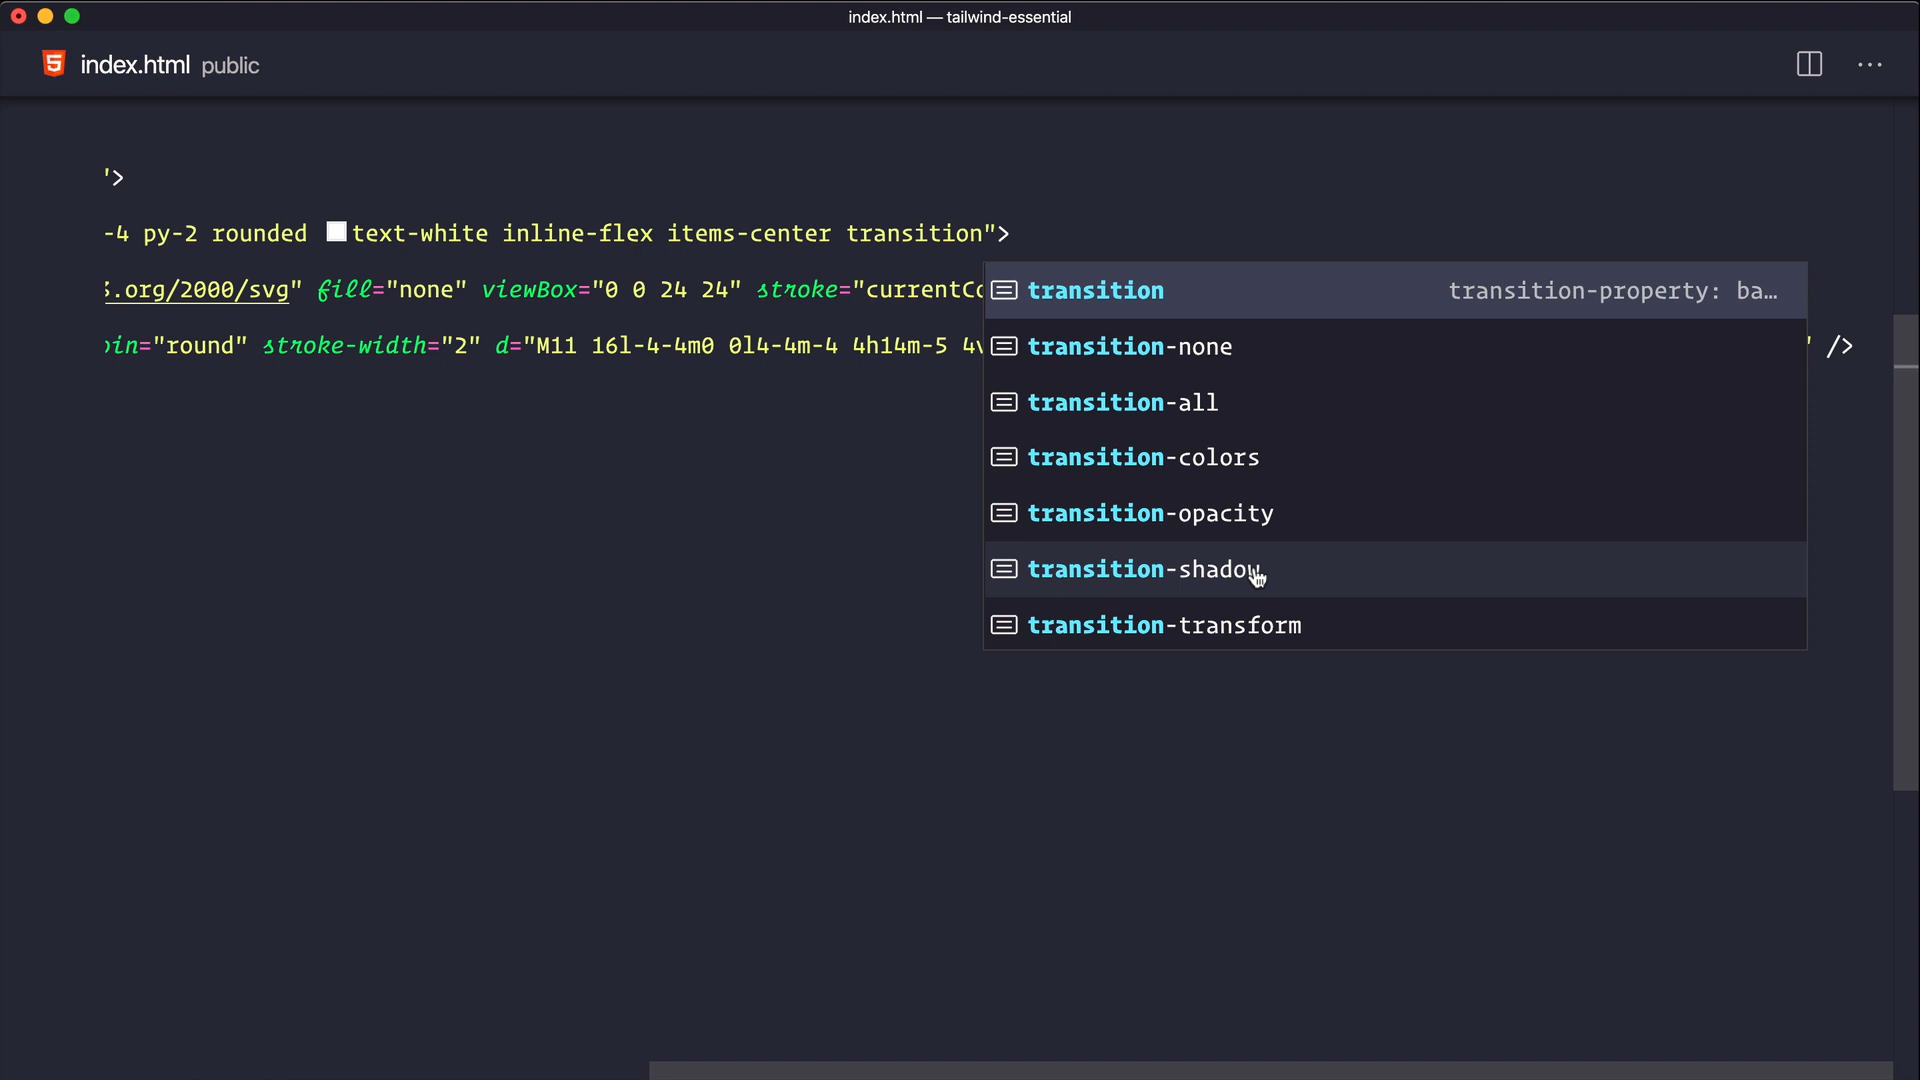 index.html — tailwind-essential
index.html public
">
-4 py-2 rounded text-white inline-flex items-center transition">
.org/2000/svg" fill="none" viewBox="0 0 24 24" stroke="currentCo
transition transition-property: ba…
transition-none
in="round" stroke-width="2" d="M11 16l-4-4m0 0l4-4m-4 4h14m-5 4 " />
transition-all
transition-colors
transition-opacity
transition-shadow
transition-transform